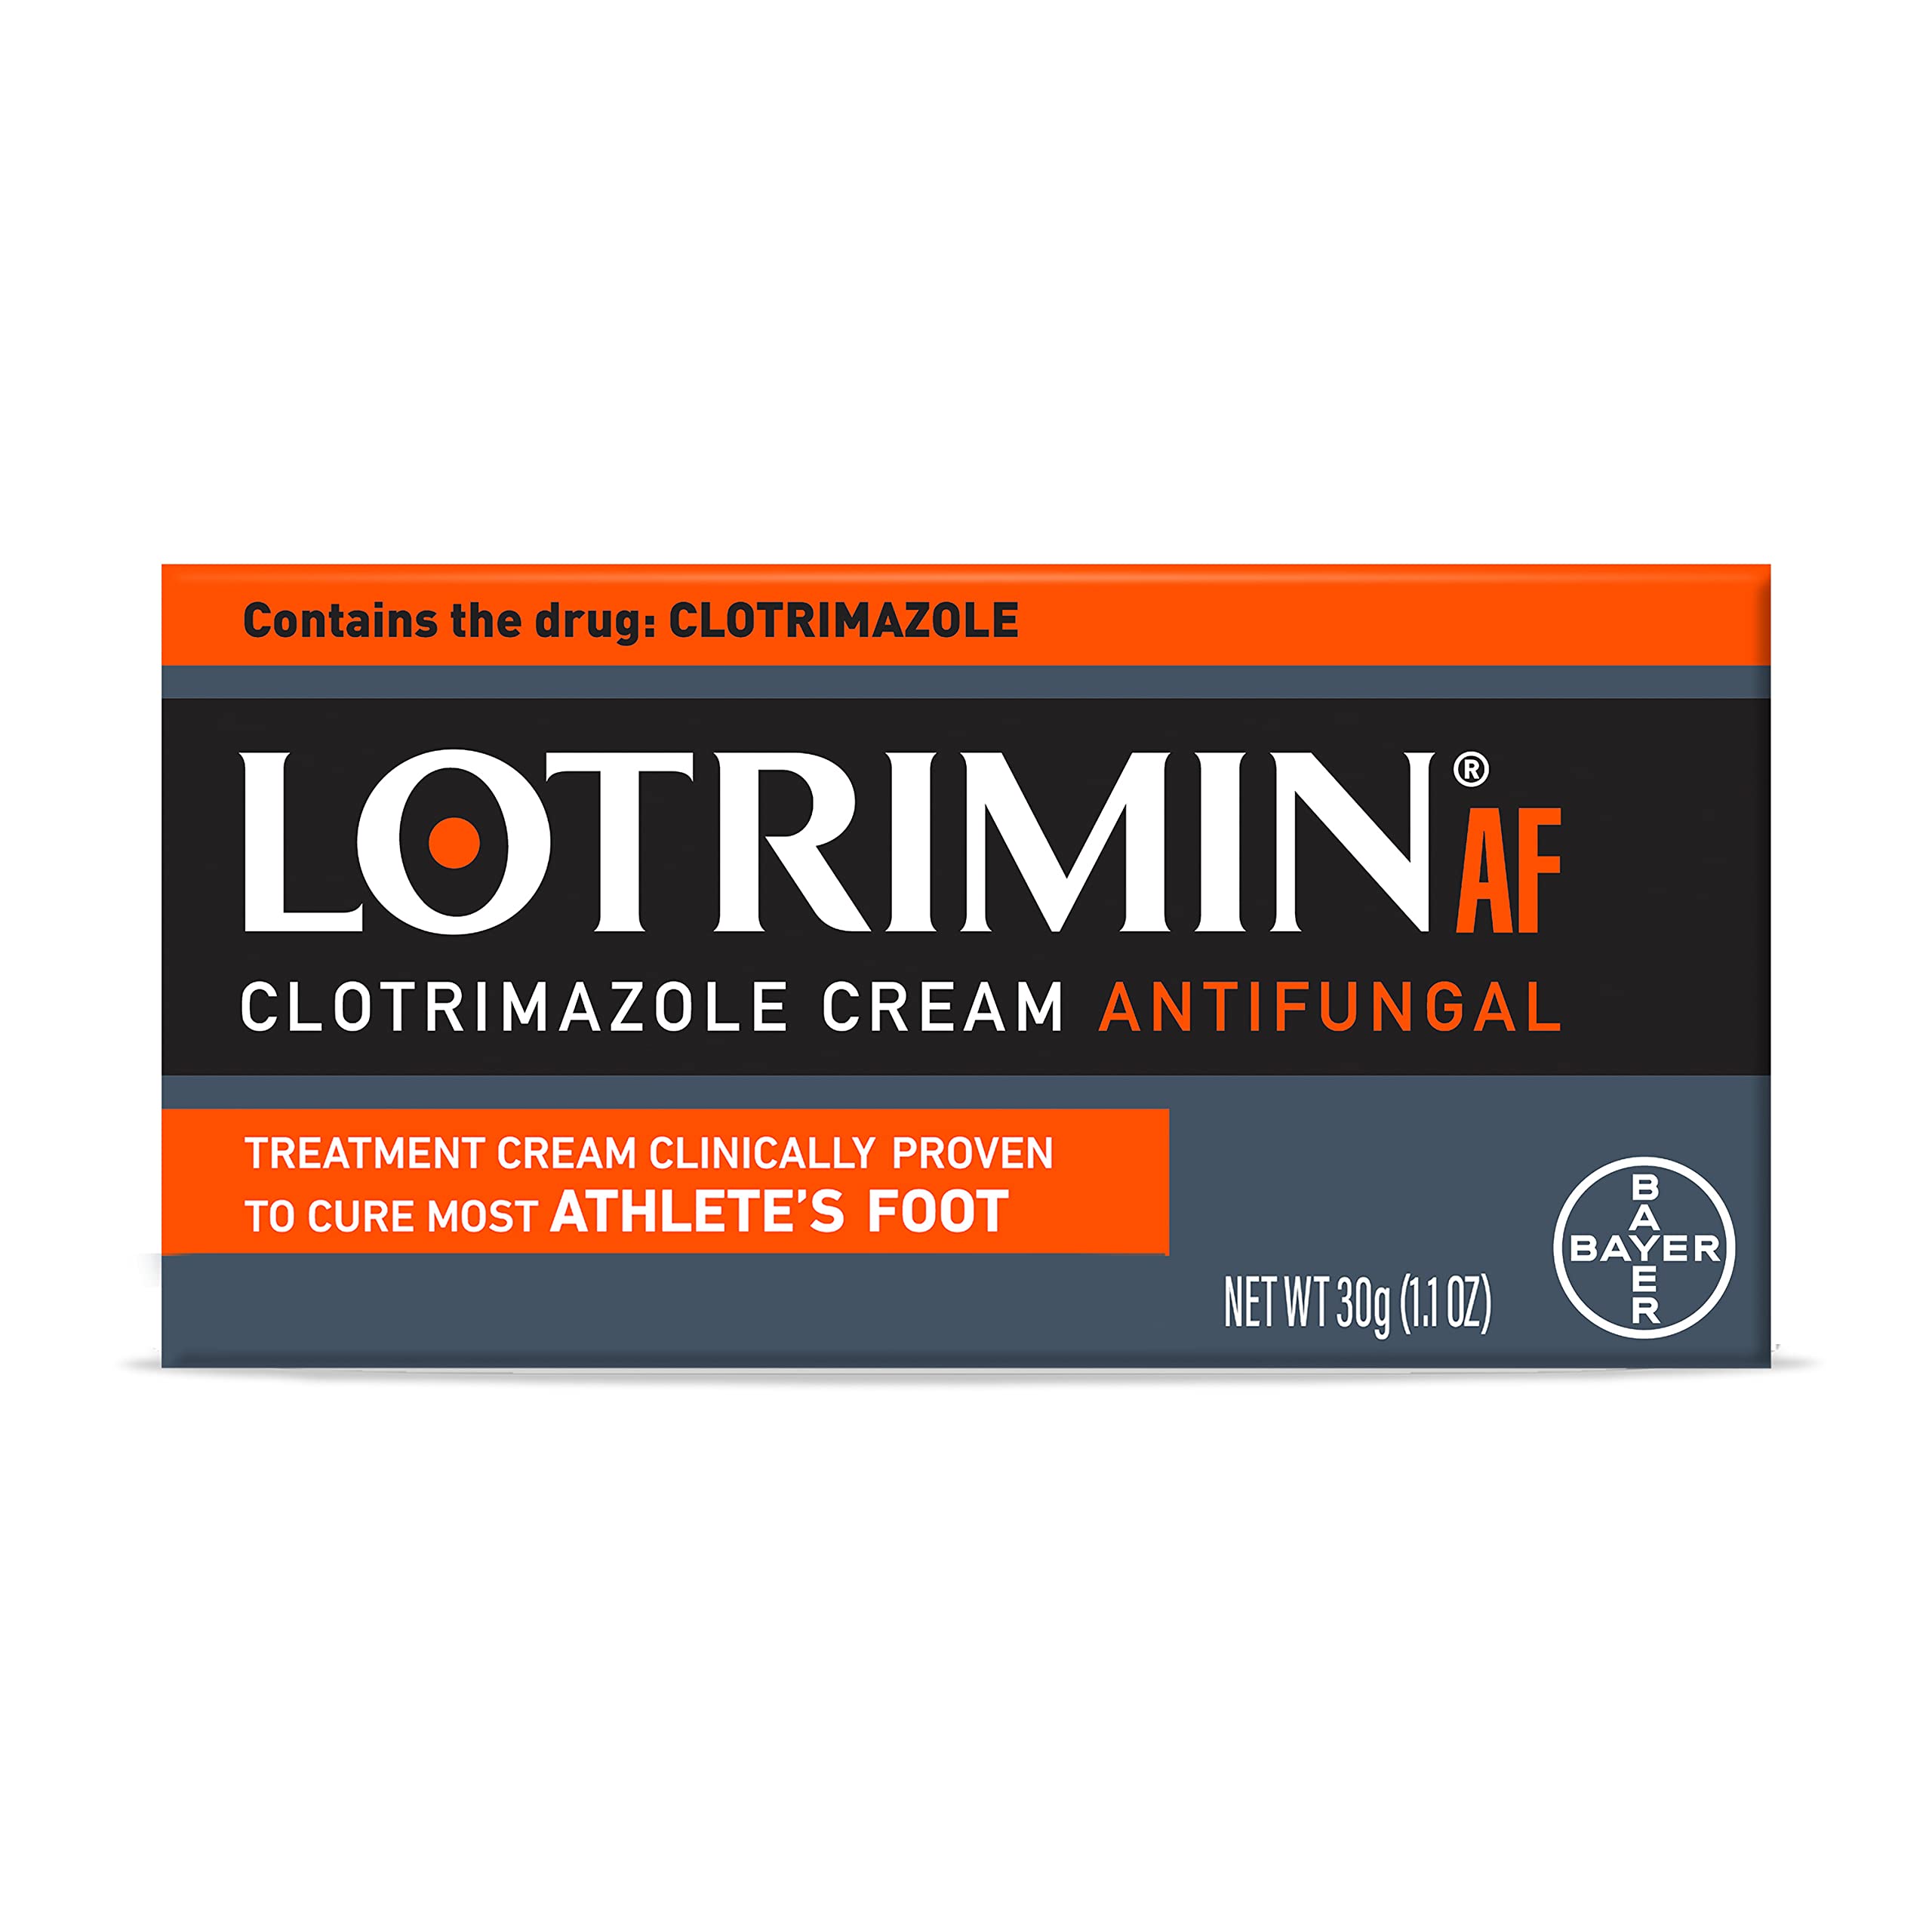 Contains the drug: CLOTRIMAZOLE
LOTRIMIN® AF
CLOTRIMAZOLE CREAM ANTIFUNGAL
TREATMENT CREAM CLINICALLY PROVEN
TO CURE MOST ATHLETE'S FOOT
NET WT 30g (1.1 OZ)
BAYER
BAYER